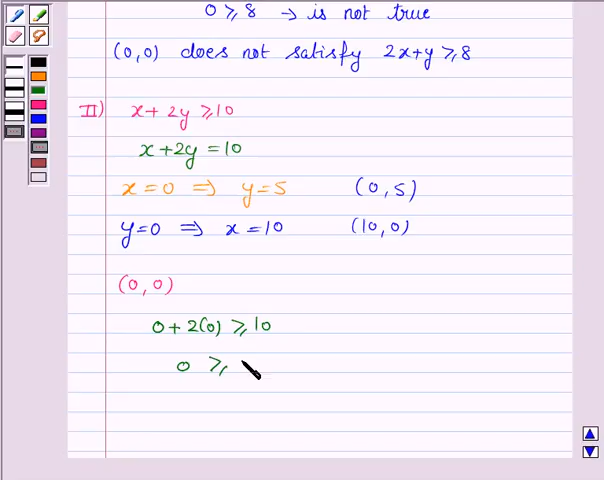 0 ⩾ 8 → is not true
(0,0) does not satisfy 2x+y ⩾ 8
II) x + 2y ⩾ 10
x + 2y = 10
x = 0 ⟹ y = 5 (0, 5)
y = 0 ⟹ x = 10 (10, 0)
(0, 0)
0 + 2(0) ⩾ 10
0 ⩾